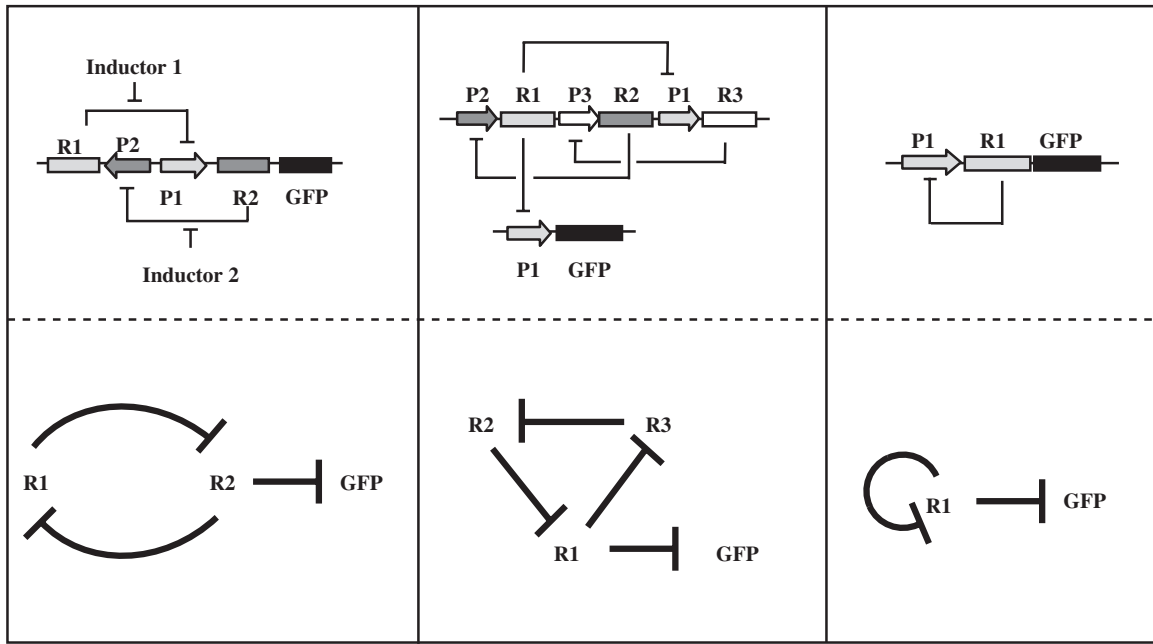 Inductor 1
R1 P2
P1 R2 GFP
Inductor 2
P2 R1 P3 R2 P1 R3
P1 GFP
P1 R1 GFP
R1 R2 GFP
R2 R3
R1 GFP
R1 GFP